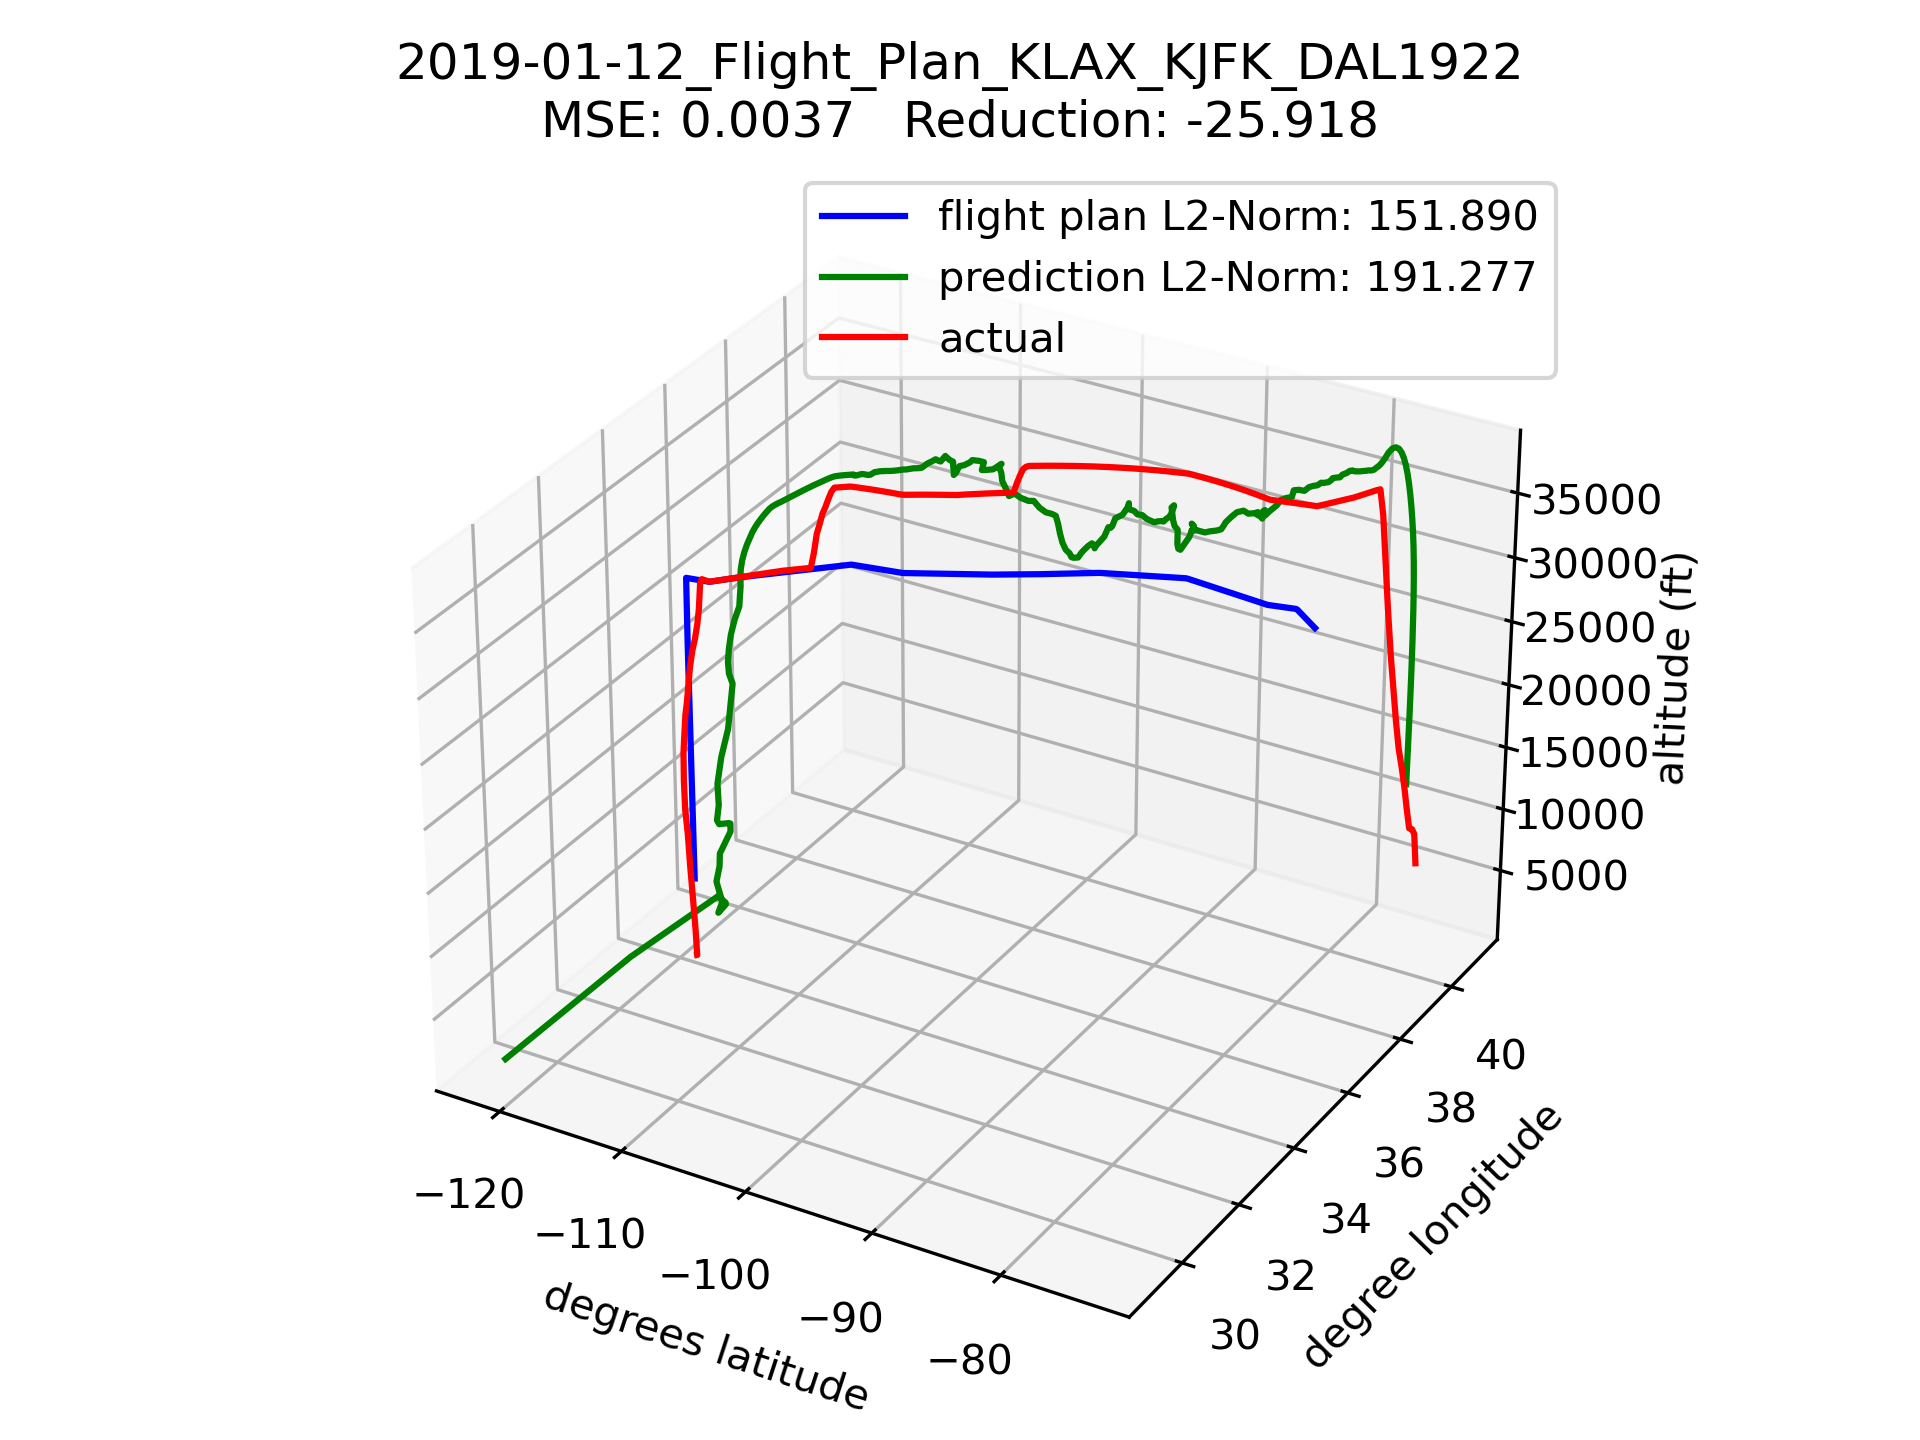 2019-01-12_Flight_Plan_KLAX_KJFK_DAL1922
MSE: 0.0037   Reduction: -25.918
flight plan L2-Norm: 151.890
prediction L2-Norm: 191.277
actual
35000
30000
25000
20000
15000
10000
5000
altitude (ft)
40
38
36
34
32
30
degree longitude
−120
−110
−100
−90
−80
degrees latitude